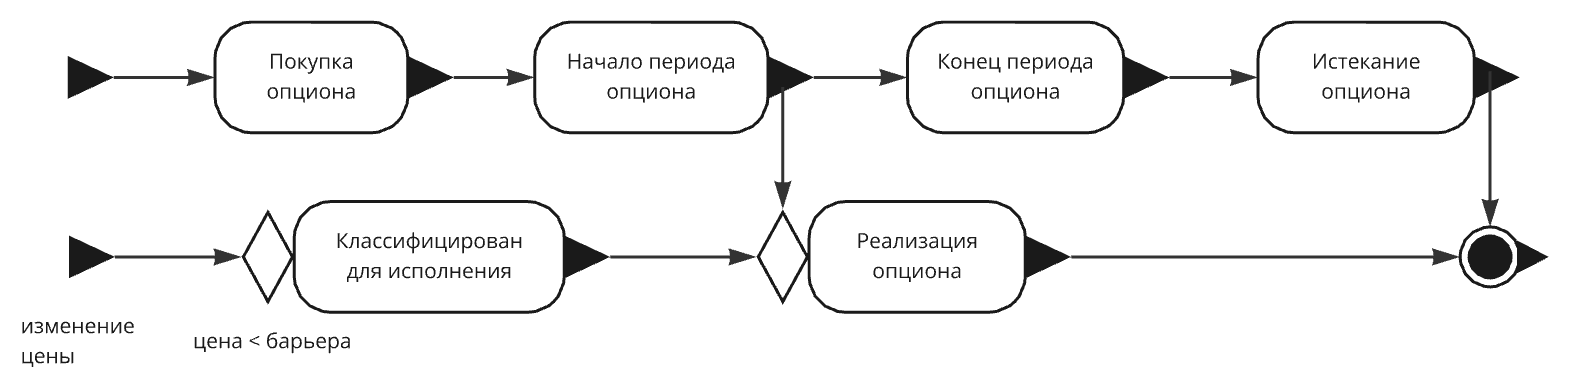 Покупка
опциона
Начало периода
опциона
Конец периода
опциона
Истекание
опциона
Классифицирован
для исполнения
Реализация
опциона
изменение
цены
цена < барьера